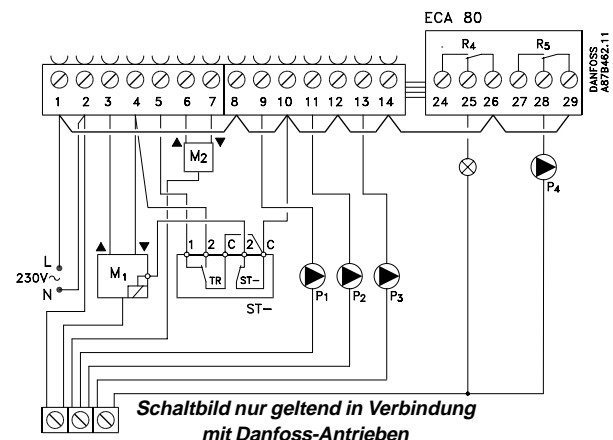 ECA 80
R4 R5
1 2 3 4 5 6 7 8 9 10 11 12 13 14 24 25 26 27 28 29
DANFOSS
A87B462.11
M2
P4
1 2 C 2 C
L
230V~
N
M1
TR ST-
ST-
P1 P2 P3
Schaltbild nur geltend in Verbindung
mit Danfoss-Antrieben